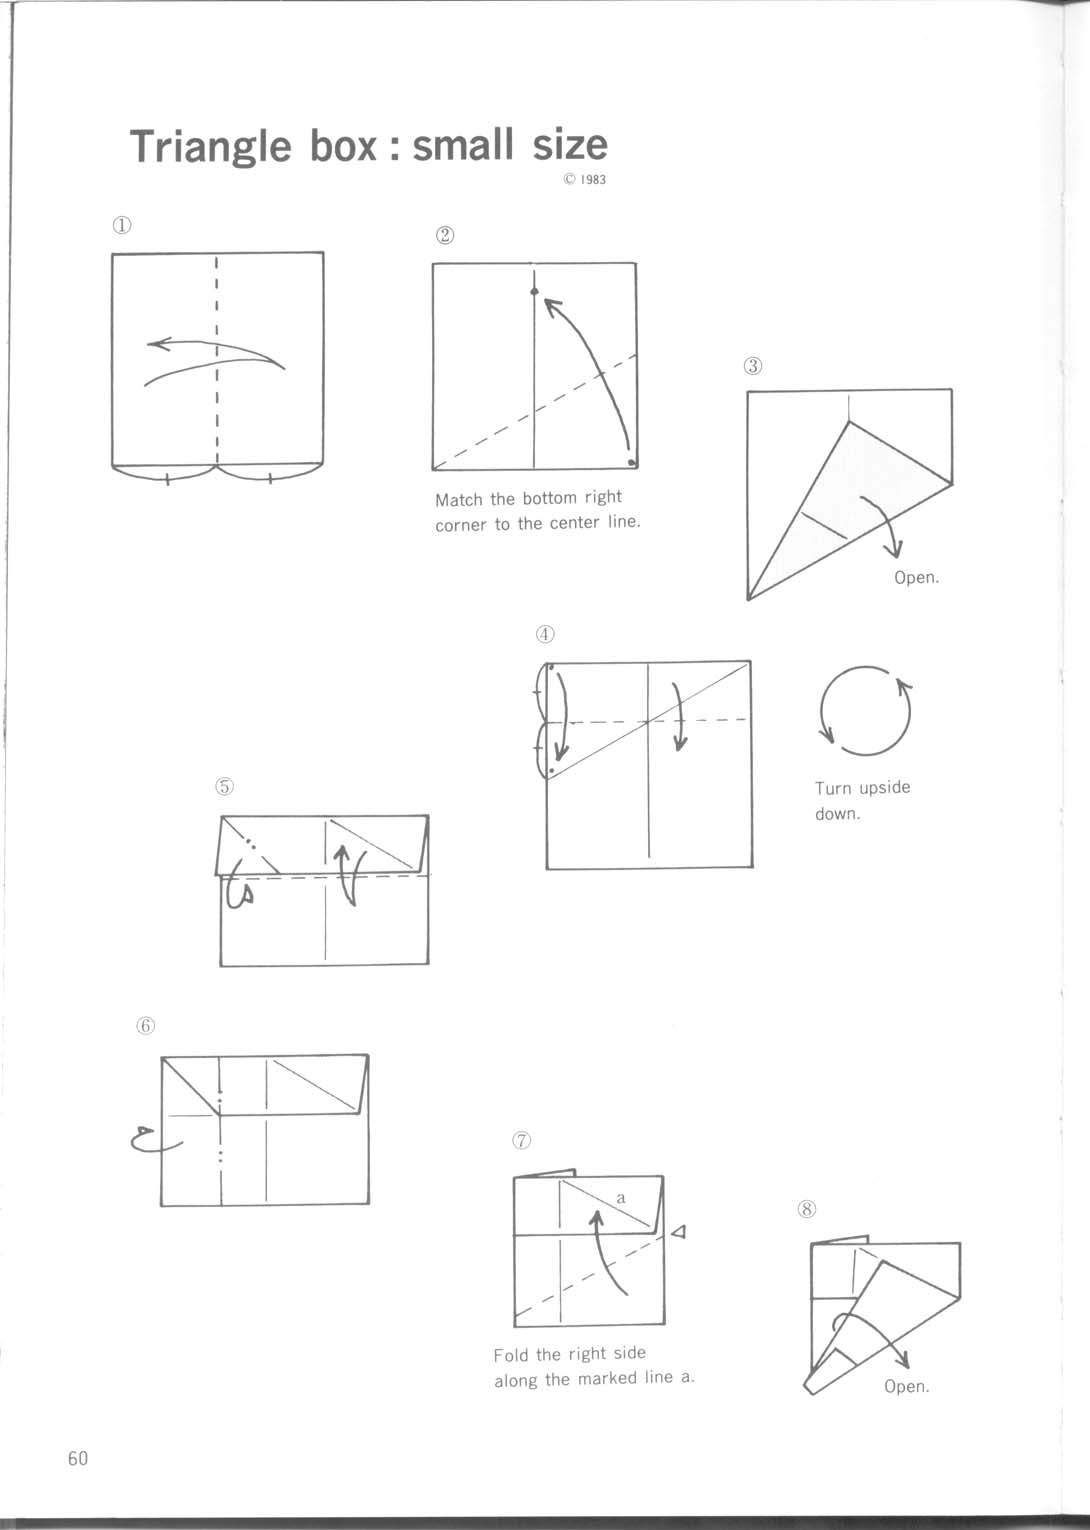 Triangle box : small size
© 1983
①
②
Match the bottom right
corner to the center line.
③
Open.
④
Turn upside
down.
⑤
⑥
⑦
a
Fold the right side
along the marked line a.
⑧
Open.
60